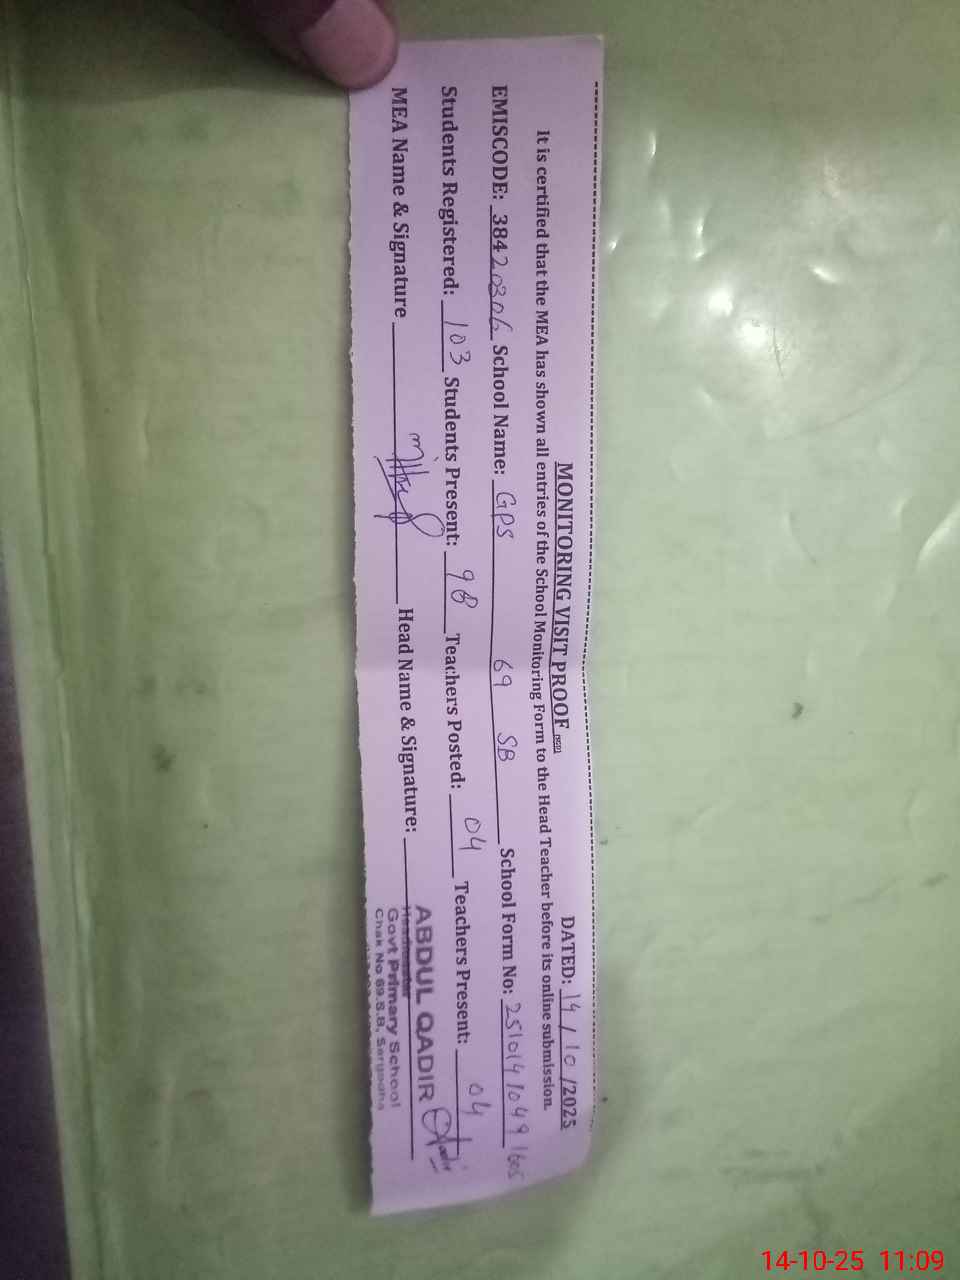 MONITORING VISIT PROOF
DATED: 14/10/2025
It is certified that the MEA has shown all entries of the School Monitoring Form to the Head Teacher before its online submission.
EMISCODE: 38420306 School Name: GPS 69 SB School Form No: 25101410491605
Students Registered: 103 Students Present: 98 Teachers Posted: 04 Teachers Present: 04
MEA Name & Signature Head Name & Signature:
ABDUL QADIR
Headmaster
Govt Primary School
Chak No 69.S.B, Sargodha
14-10-25 11:09